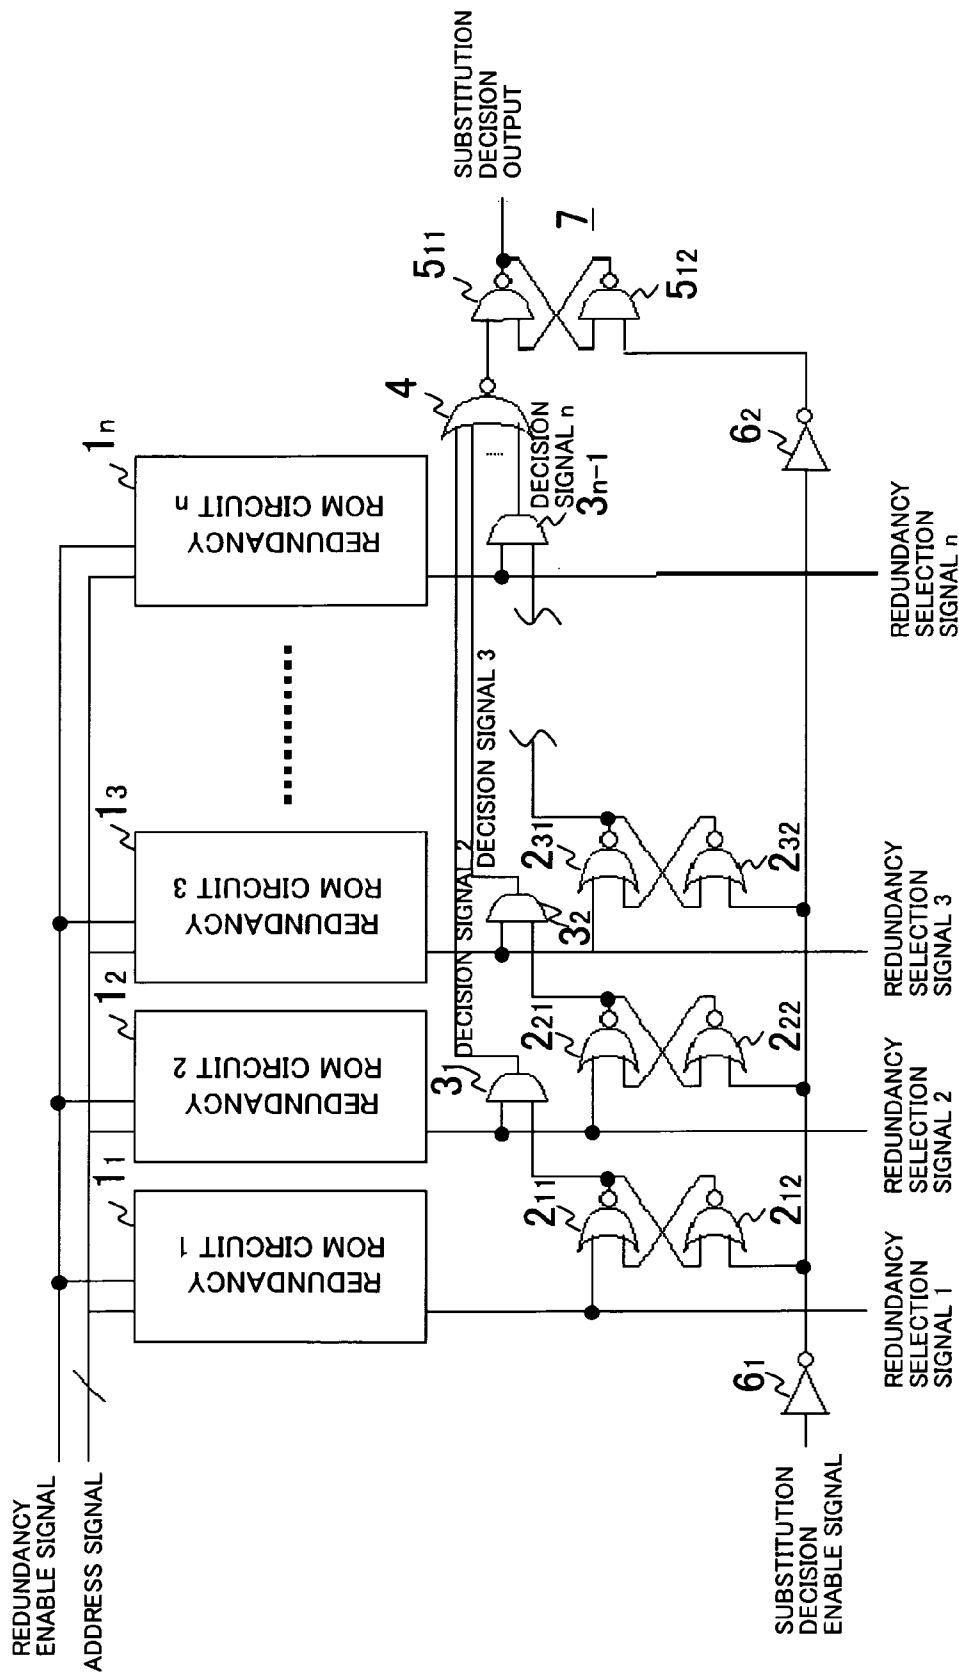 REDUNDANCY
ENABLE SIGNAL
ADDRESS SIGNAL
1₁
REDUNDANCY
ROM CIRCUIT 1
1₂
REDUNDANCY
ROM CIRCUIT 2
1₃
REDUNDANCY
ROM CIRCUIT 3
1n
REDUNDANCY
ROM CIRCUIT n
DECISION SIGNAL 2
DECISION SIGNAL 3
DECISION
SIGNAL n
3₁
3₂
3n-1
4
2₁₁
2₁₂
2₂₁
2₂₂
2₃₁
2₃₂
5₁₁
5₁₂
7
SUBSTITUTION
DECISION
OUTPUT
6₁
6₂
SUBSTITUTION
DECISION
ENABLE SIGNAL
REDUNDANCY
SELECTION
SIGNAL 1
REDUNDANCY
SELECTION
SIGNAL 2
REDUNDANCY
SELECTION
SIGNAL 3
REDUNDANCY
SELECTION
SIGNAL n